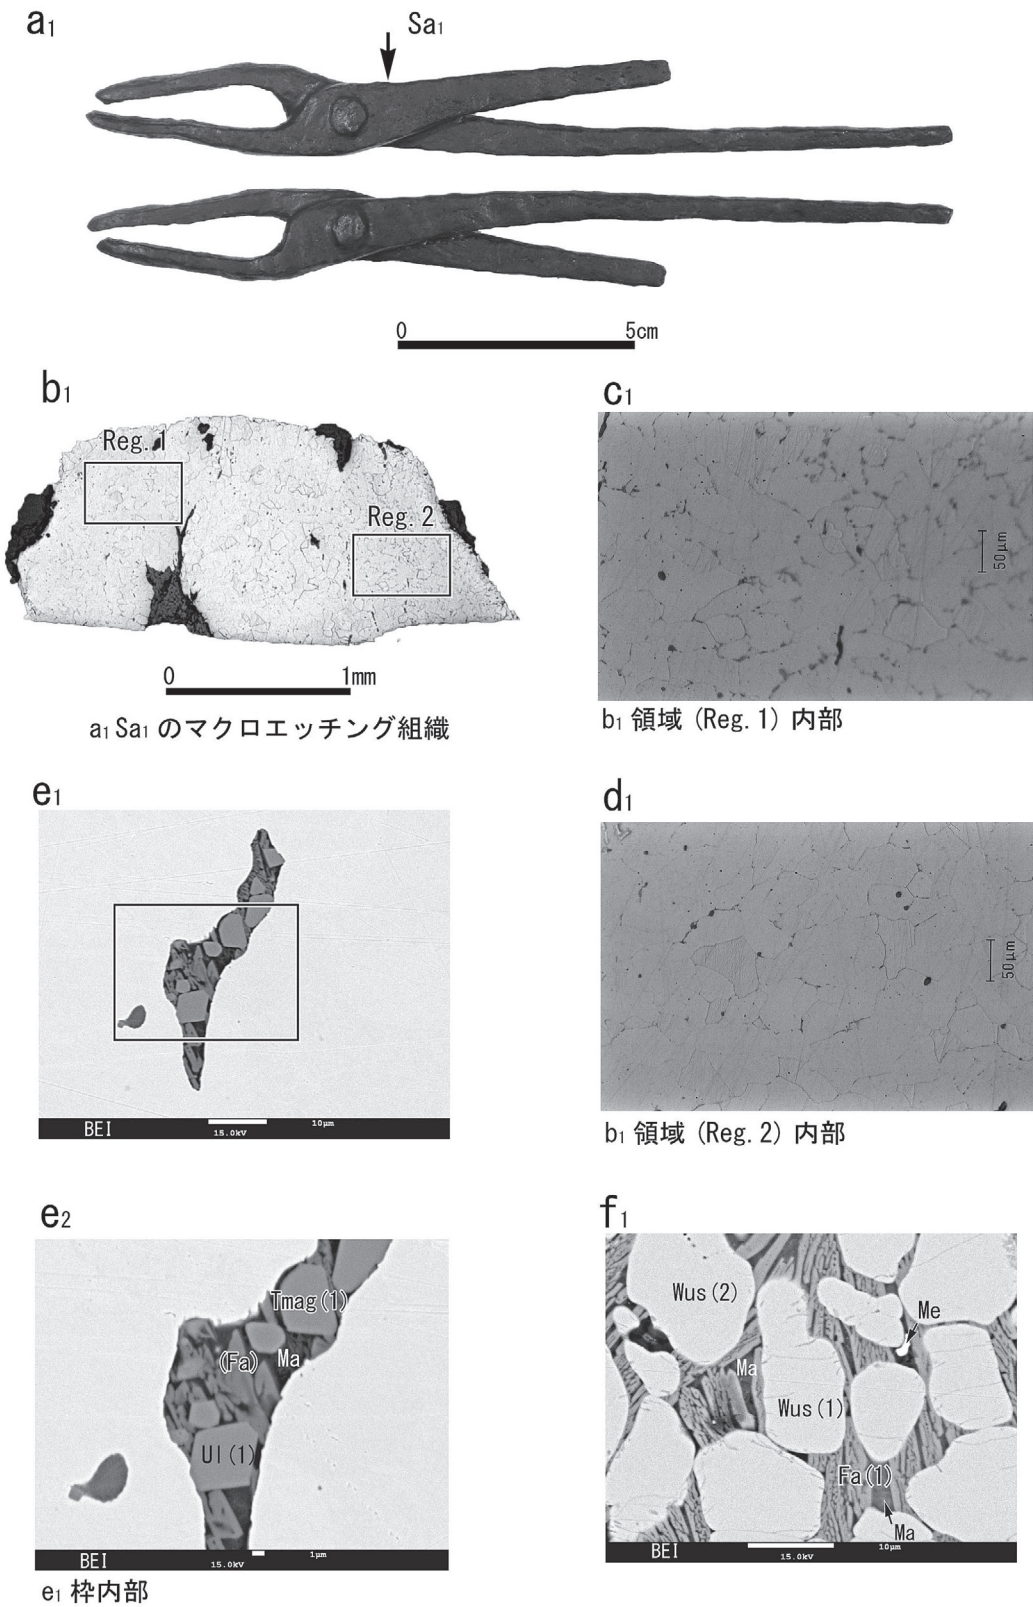 a1
Sa1
0 5cm
b1
Reg. 1
Reg. 2
0 1mm
a1 Sa1 のマクロエッチング組織
c1
50μm
b1 領域 (Reg. 1) 内部
e1
BEI 15.0kV 10μm
d1
50μm
b1 領域 (Reg. 2) 内部
e2
Tmag(1)
(Fa)
Ma
Ul(1)
BEI 15.0kV 1μm
e1 枠内部
f1
Wus(2)
Me
Ma
Wus(1)
Fa(1)
Ma
BEI 15.0kV 10μm